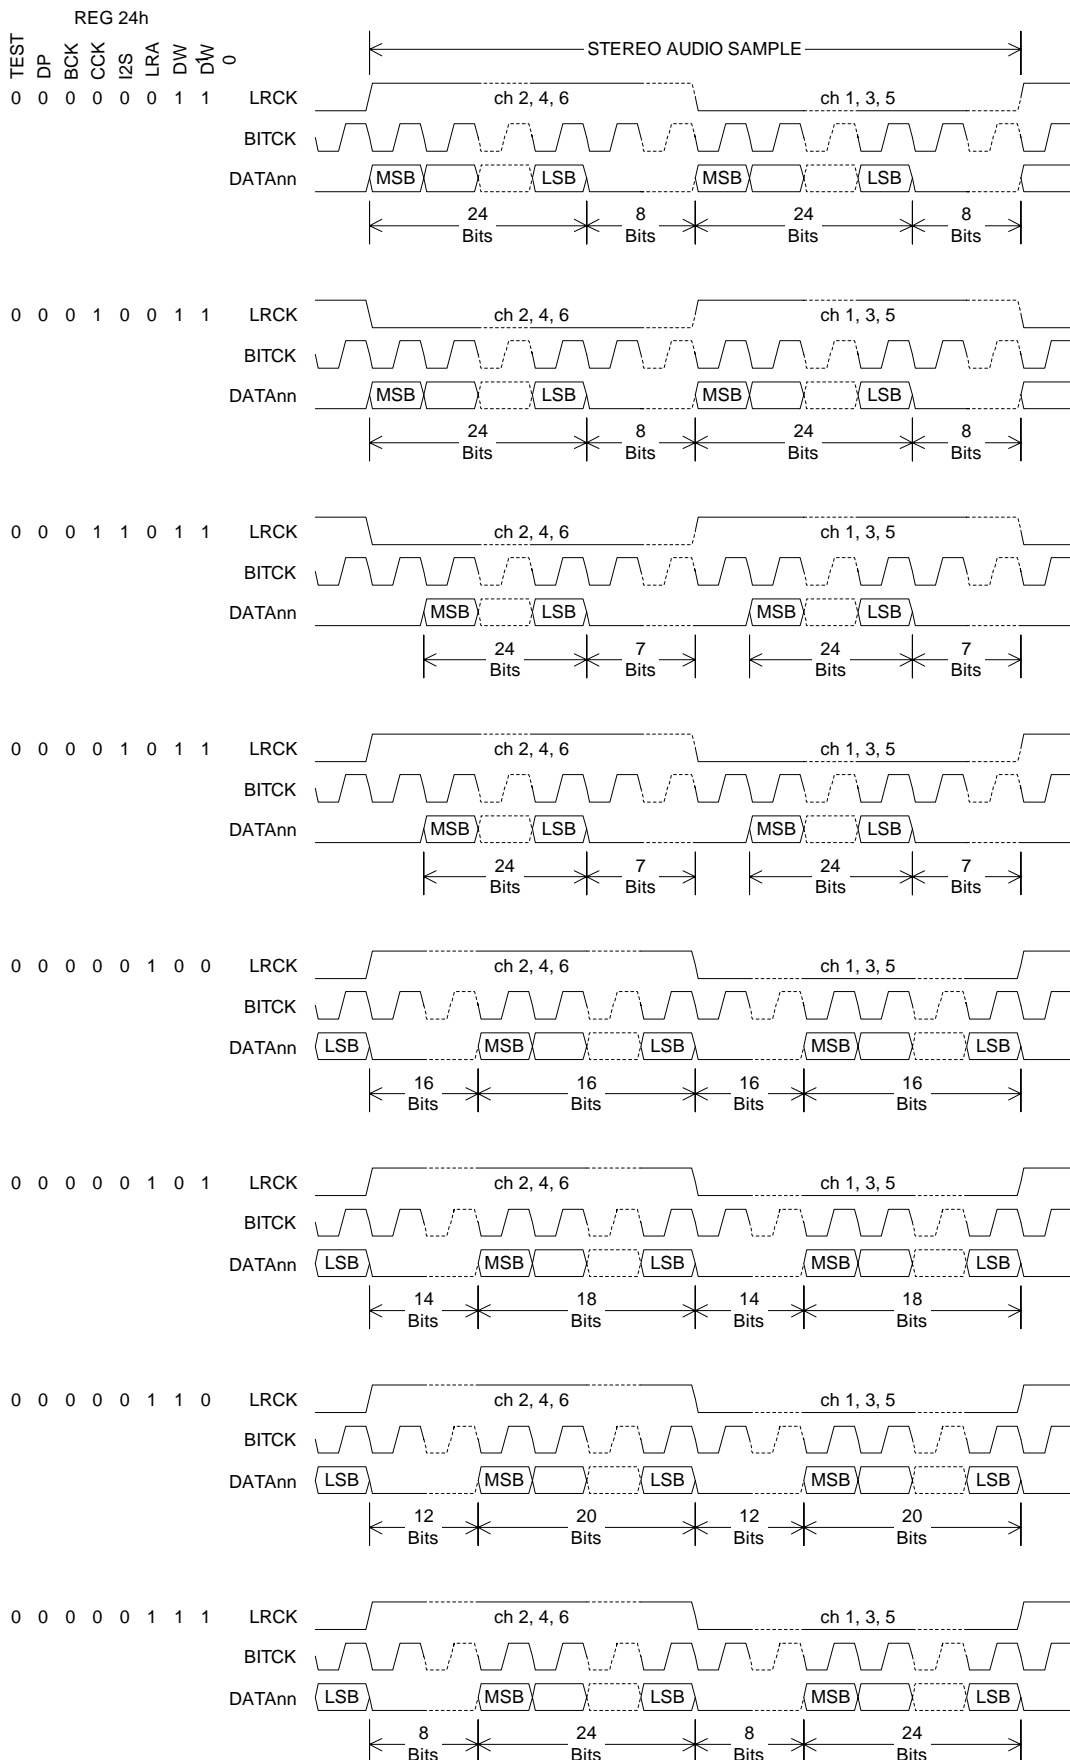 REG 24h
TEST DP BCK CCK I2S LRA DW1 DW0
STEREO AUDIO SAMPLE
0 0 0 0 0 0 1 1 LRCK ch 2, 4, 6 ch 1, 3, 5
BITCK
DATAnn MSB LSB MSB LSB
24 8 24 8
Bits Bits Bits Bits
0 0 0 1 0 0 1 1 LRCK ch 2, 4, 6 ch 1, 3, 5
BITCK
DATAnn MSB LSB MSB LSB
24 8 24 8
Bits Bits Bits Bits
0 0 0 1 1 0 1 1 LRCK ch 2, 4, 6 ch 1, 3, 5
BITCK
DATAnn MSB LSB MSB LSB
24 7 24 7
Bits Bits Bits Bits
0 0 0 0 1 0 1 1 LRCK ch 2, 4, 6 ch 1, 3, 5
BITCK
DATAnn MSB LSB MSB LSB
24 7 24 7
Bits Bits Bits Bits
0 0 0 0 0 1 0 0 LRCK ch 2, 4, 6 ch 1, 3, 5
BITCK
DATAnn LSB MSB LSB MSB LSB
16 16 16 16
Bits Bits Bits Bits
0 0 0 0 0 1 0 1 LRCK ch 2, 4, 6 ch 1, 3, 5
BITCK
DATAnn LSB MSB LSB MSB LSB
14 18 14 18
Bits Bits Bits Bits
0 0 0 0 0 1 1 0 LRCK ch 2, 4, 6 ch 1, 3, 5
BITCK
DATAnn LSB MSB LSB MSB LSB
12 20 12 20
Bits Bits Bits Bits
0 0 0 0 0 1 1 1 LRCK ch 2, 4, 6 ch 1, 3, 5
BITCK
DATAnn LSB MSB LSB MSB LSB
8 24 8 24
Bits Bits Bits Bits